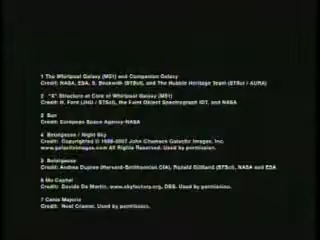 1 The Whirlpool Galaxy (M51) and Companion Galaxy
Credit: NASA, ESA, S. Beckwith (STScI), and The Hubble Heritage Team (STScI / AURA)
2 "X" Structure at Core of Whirlpool Galaxy (M51)
Credit: H. Ford (JHU / STScI), the Faint Object Spectrograph IDT, and NASA
3 Sun
Credit: European Space Agency-NASA
4 Betelgeuse / Night Sky
Credit: Copyright © 1998-2007 John Chumack Galactic Images, Inc.
www.galacticimages.com All Rights Reserved. Used by permission.
5 Betelgeuse
Credit: Andrea Dupree (Harvard-Smithsonian CfA), Ronald Gilliland (STScI), NASA and ESA
6 Mu Cephei
Credit: Davide De Martin, www.skyfactory.org, DSS. Used by permission.
7 Canis Majoris
Credit: Noel Cramer. Used by permission.